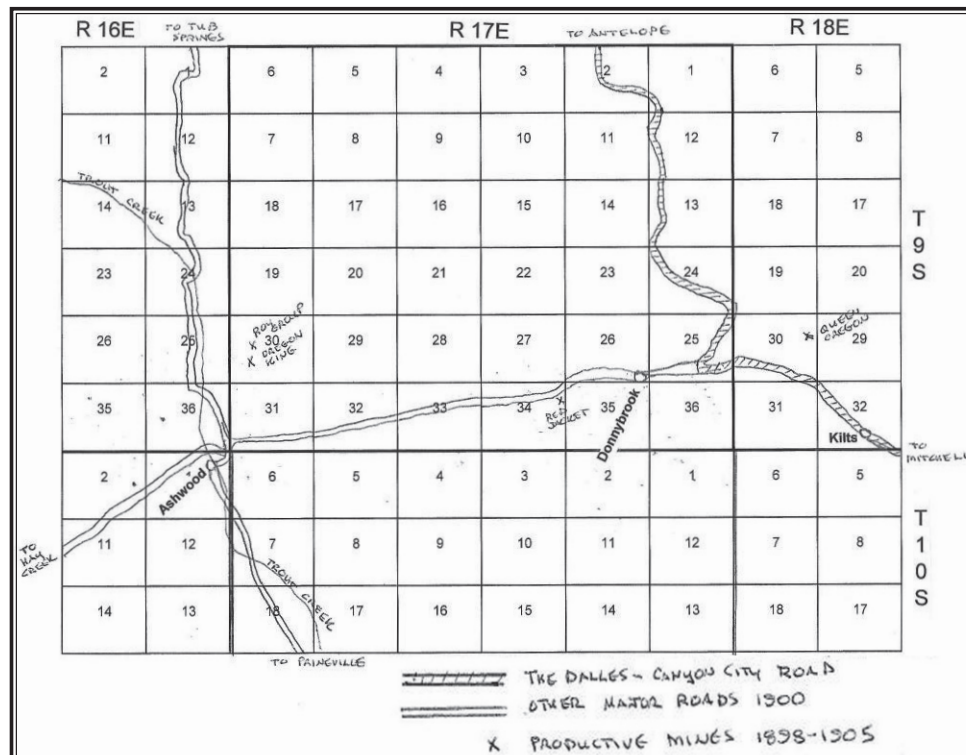 R 16E R 17E R 18E
TO TUB
SPRINGS
TO ANTELOPE
2 6 5 4 3 2 1 6 5
11 12 7 8 9 10 11 12 7 8
TROUT CREEK
14 13 18 17 16 15 14 13 18 17
T9S
23 24 19 20 21 22 23 24 19 20
26 25 30 29 28 27 26 25 30 29
ROY GROUP
X
X OREGON
KING
X QUEEN
OREGON
35 36 31 32 33 34 35 36 31 32
X
RED
JACKET
Donnybrook
Kilts
TO
MITCHELL
Ashwood
2 6 5 4 3 2 1 6 5
TO
HAY
CREEK
11 12 7 8 9 10 11 12 7 8
T10S
TROUT CREEK
14 13 18 17 16 15 14 13 18 17
TO PRINEVILLE
THE DALLES - CANYON CITY ROAD
OTHER MAJOR ROADS 1900
X PRODUCTIVE MINES 1898-1905